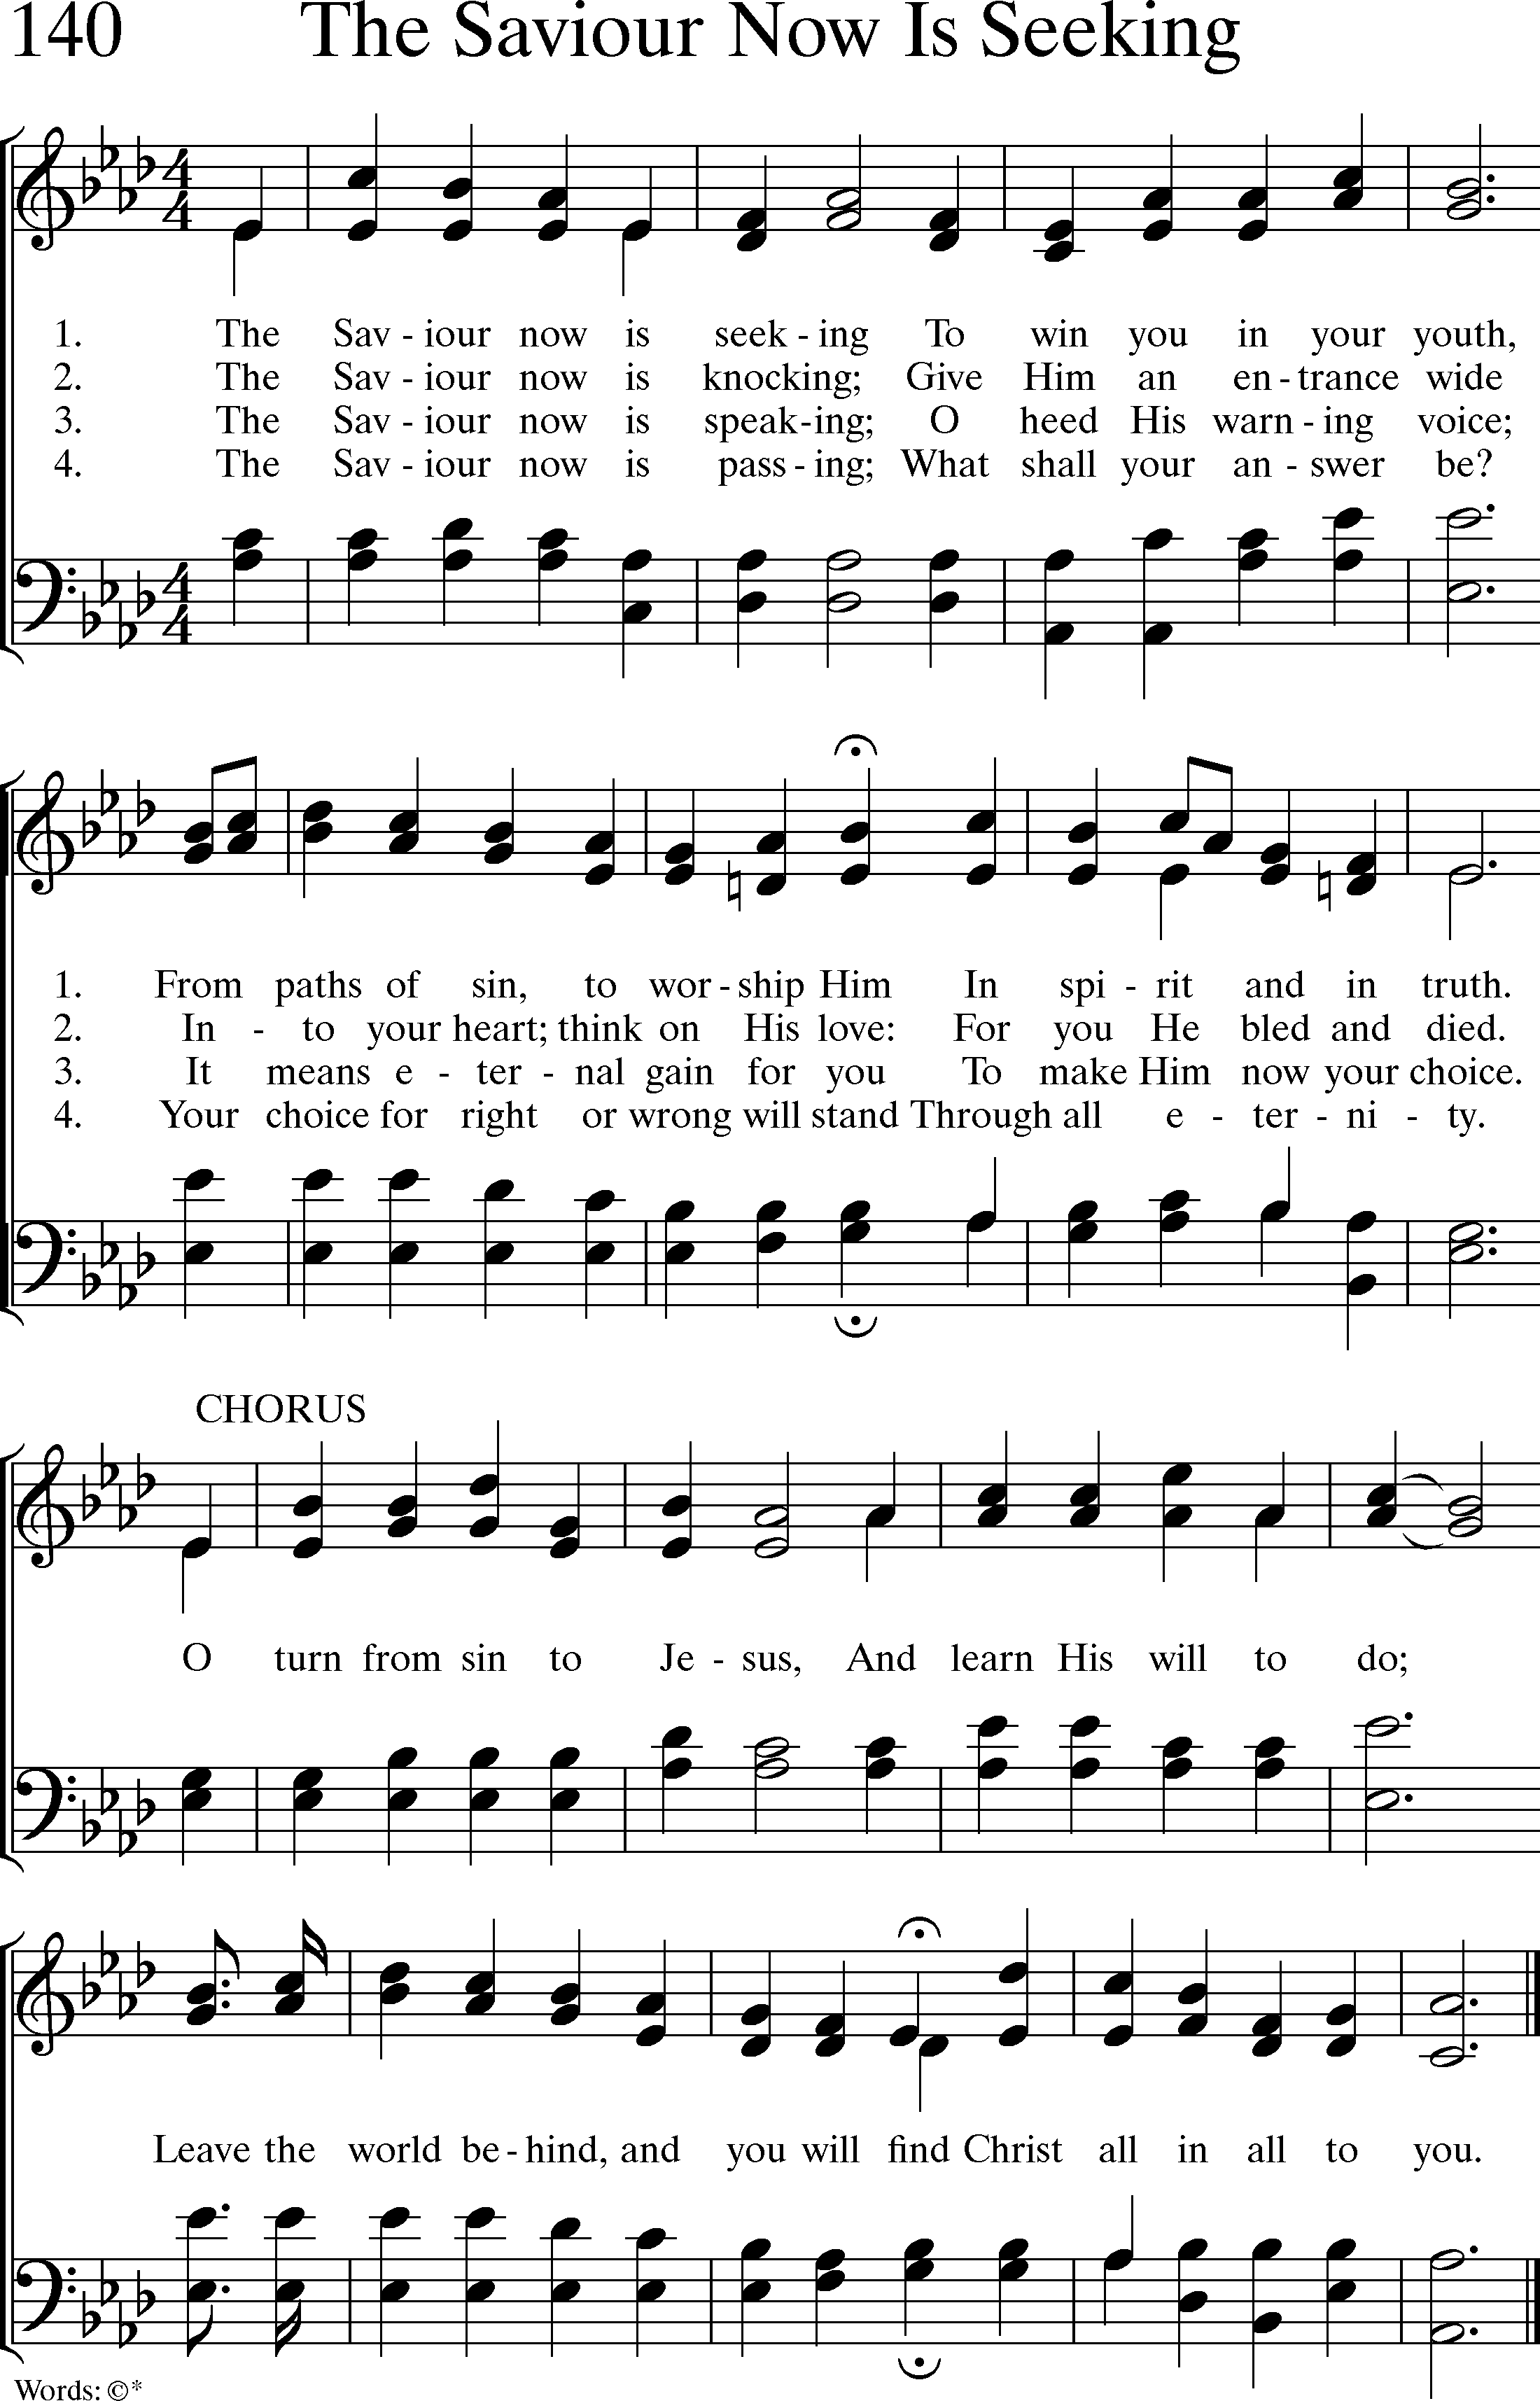 140 The Saviour Now Is Seeking
1. The Sav - iour now is seek - ing To win you in your youth,
2. The Sav - iour now is knocking; Give Him an en - trance wide
3. The Sav - iour now is speak - ing; O heed His warn - ing voice;
4. The Sav - iour now is pass - ing; What shall your an - swer be?
1. From paths of sin, to wor - ship Him In spi - rit and in truth.
2. In - to your heart; think on His love: For you He bled and died.
3. It means e - ter - nal gain for you To make Him now your choice.
4. Your choice for right or wrong will stand Through all e - ter - ni - ty.
CHORUS
O turn from sin to Je - sus, And learn His will to do;
Leave the world be - hind, and you will find Christ all in all to you.
Words: ©*